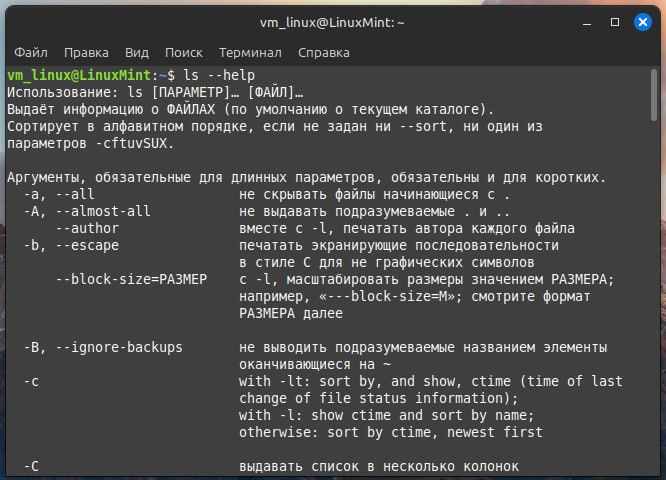 vm_linux@LinuxMint: ~
Файл Правка Вид Поиск Терминал Справка
vm_linux@LinuxMint:~$ ls --help
Использование: ls [ПАРАМЕТР]… [ФАЙЛ]…
Выдаёт информацию о ФАЙЛАХ (по умолчанию о текущем каталоге).
Сортирует в алфавитном порядке, если не задан ни --sort, ни один из
параметров -cftuvSUX.
Аргументы, обязательные для длинных параметров, обязательны и для коротких.
  -a, --all                  не скрывать файлы начинающиеся с .
  -A, --almost-all           не выдавать подразумеваемые . и ..
      --author               вместе с -l, печатать автора каждого файла
  -b, --escape               печатать экранирующие последовательности
                             в стиле C для не графических символов
      --block-size=РАЗМЕР    с -l, масштабировать размеры значением РАЗМЕРА;
                             например, «---block-size=M»; смотрите формат
                             РАЗМЕРА далее
  -B, --ignore-backups       не выводить подразумеваемые названием элементы
                             оканчивающиеся на ~
  -c                         with -lt: sort by, and show, ctime (time of last
                             change of file status information);
                             with -l: show ctime and sort by name;
                             otherwise: sort by ctime, newest first
  -C                         выдавать список в несколько колонок